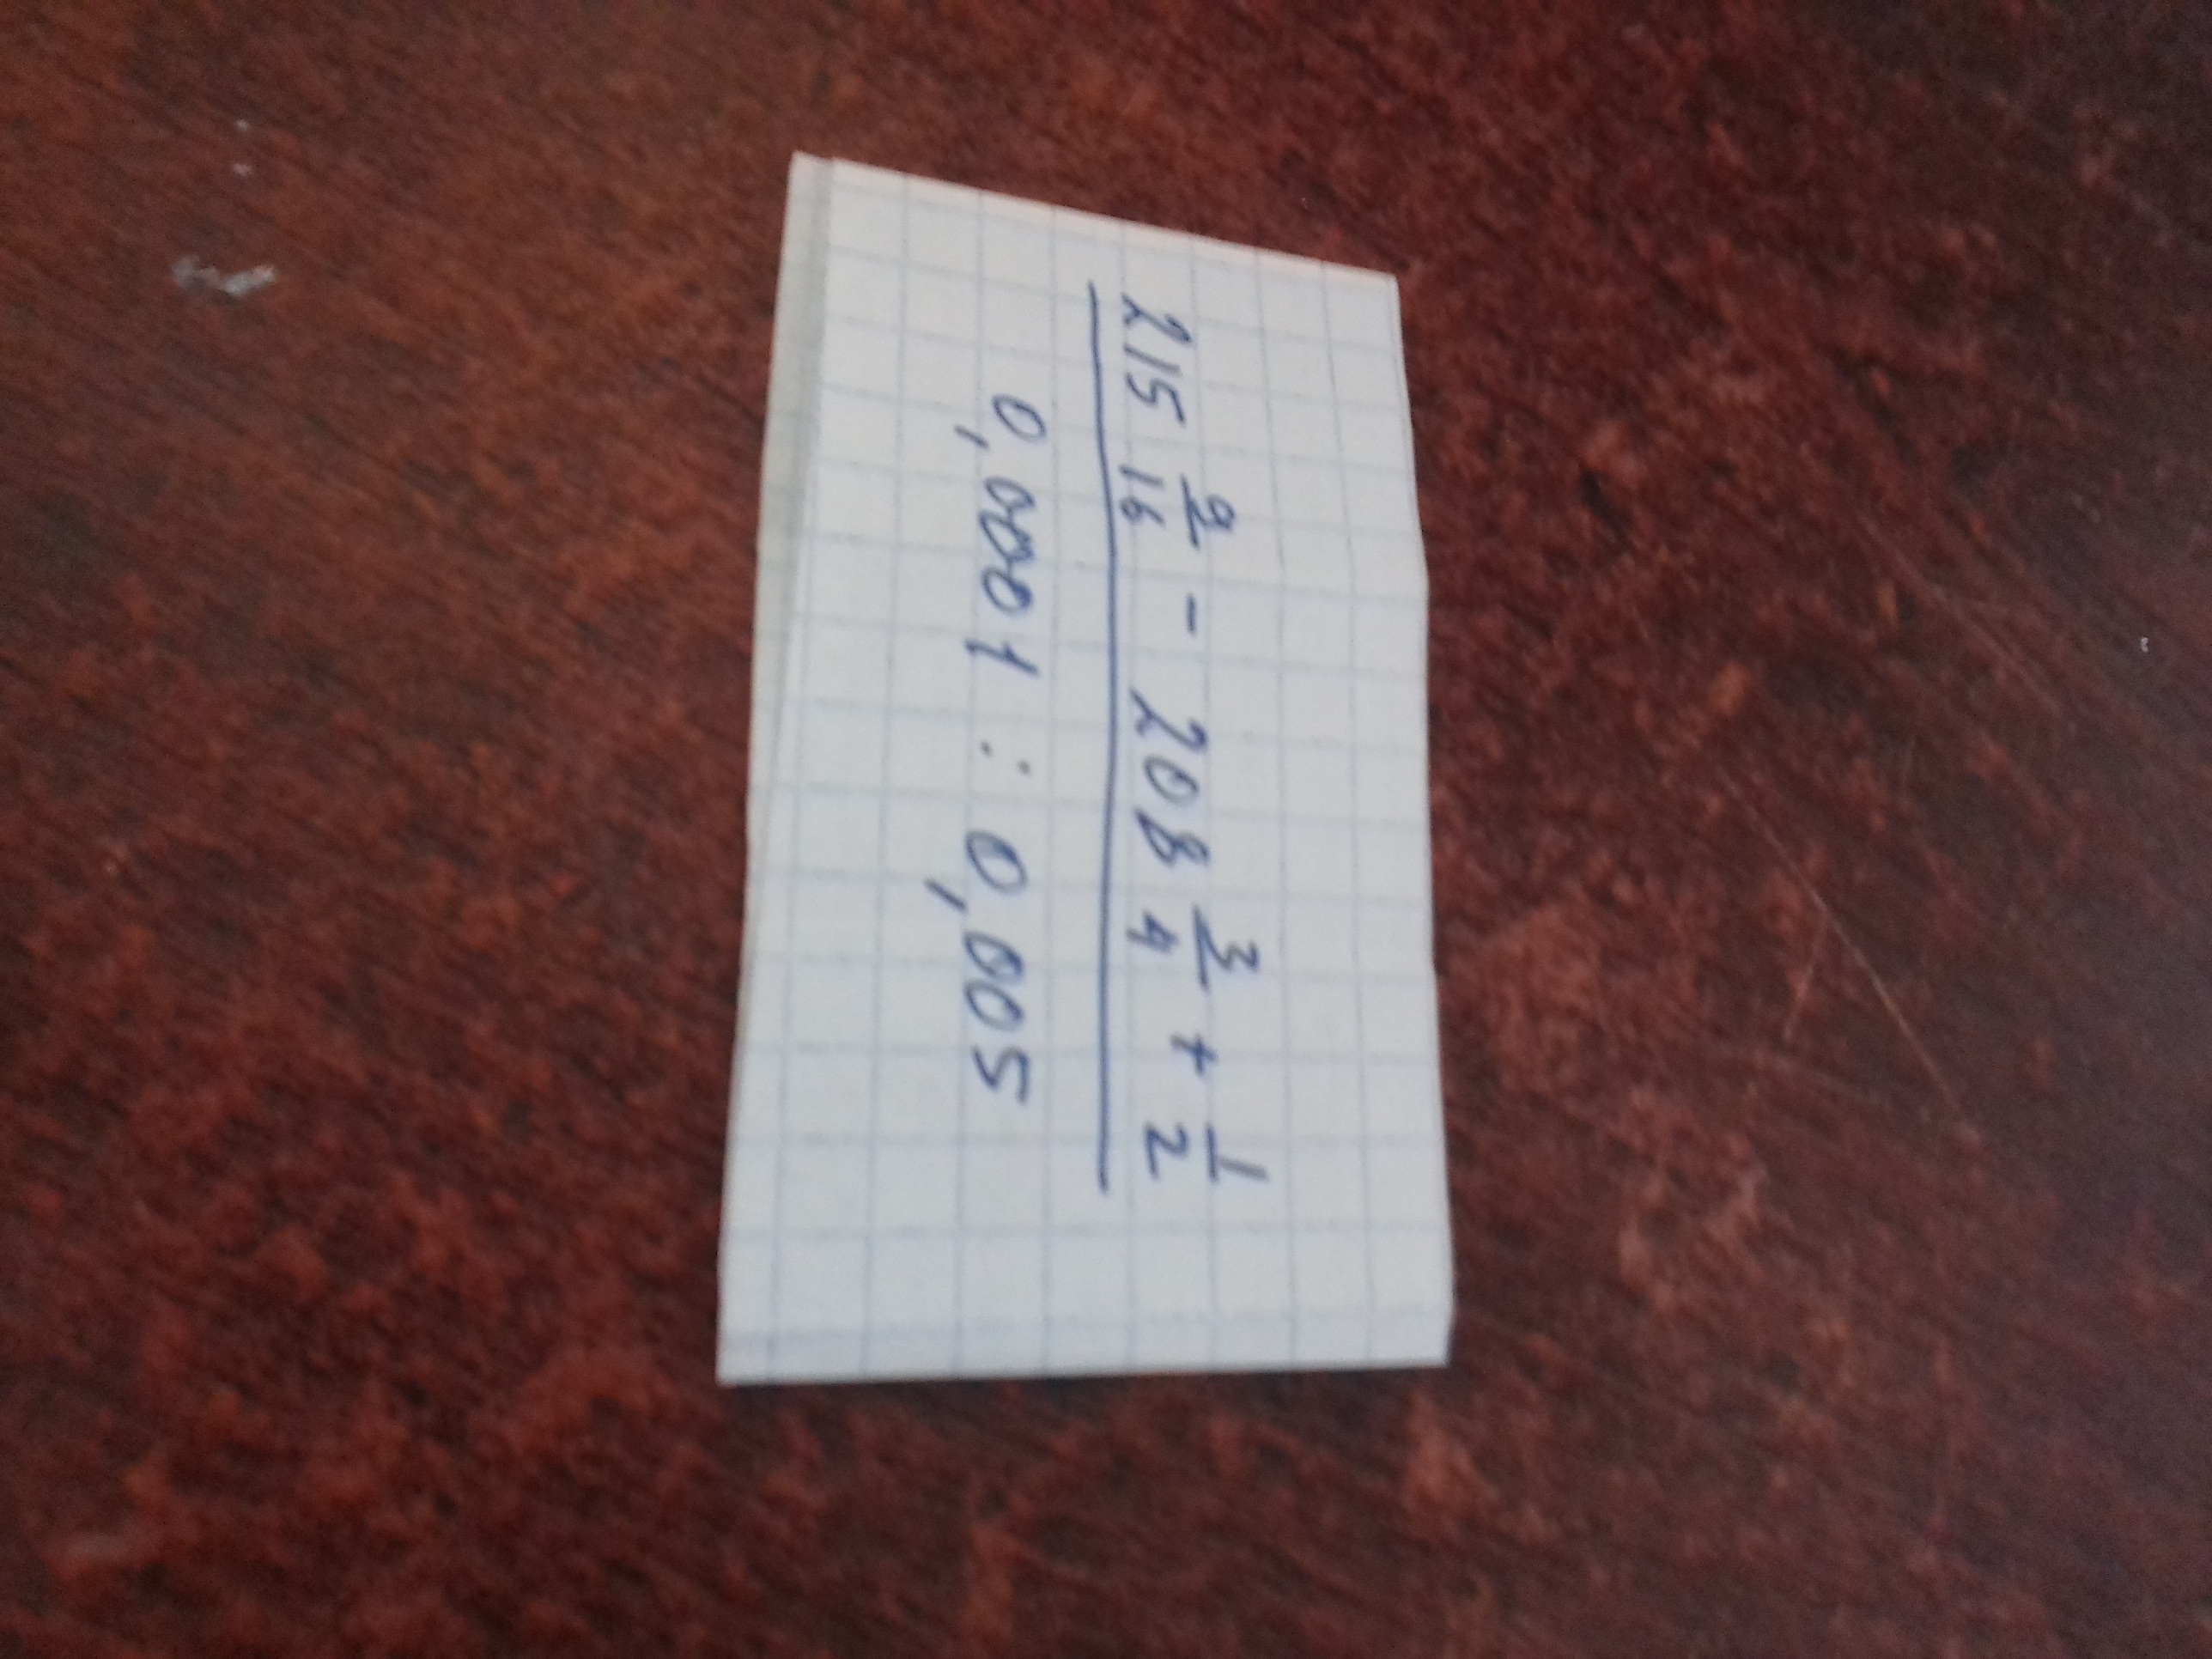 215 9/16 - 208 3/4 + 1/2
0,0001 : 0,005